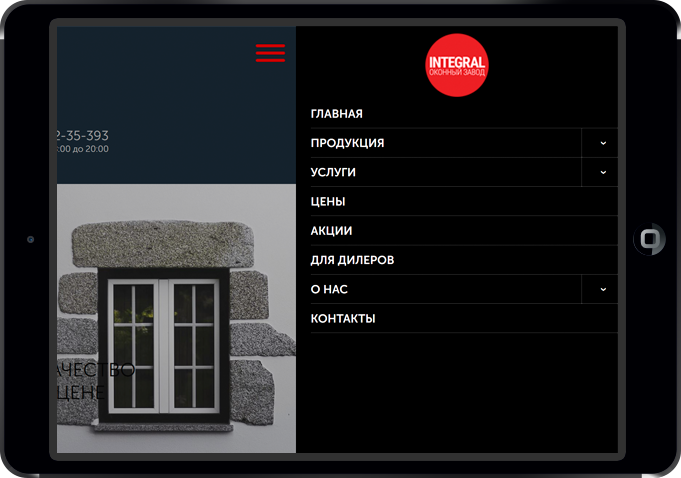 INTEGRAL
ОКОННЫЙ ЗАВОД
ГЛАВНАЯ
ПРОДУКЦИЯ
УСЛУГИ
ЦЕНЫ
АКЦИИ
ДЛЯ ДИЛЕРОВ
О НАС
КОНТАКТЫ
2-35-393
:00 до 20:00
АЧЕСТВО
ЦЕНЕ